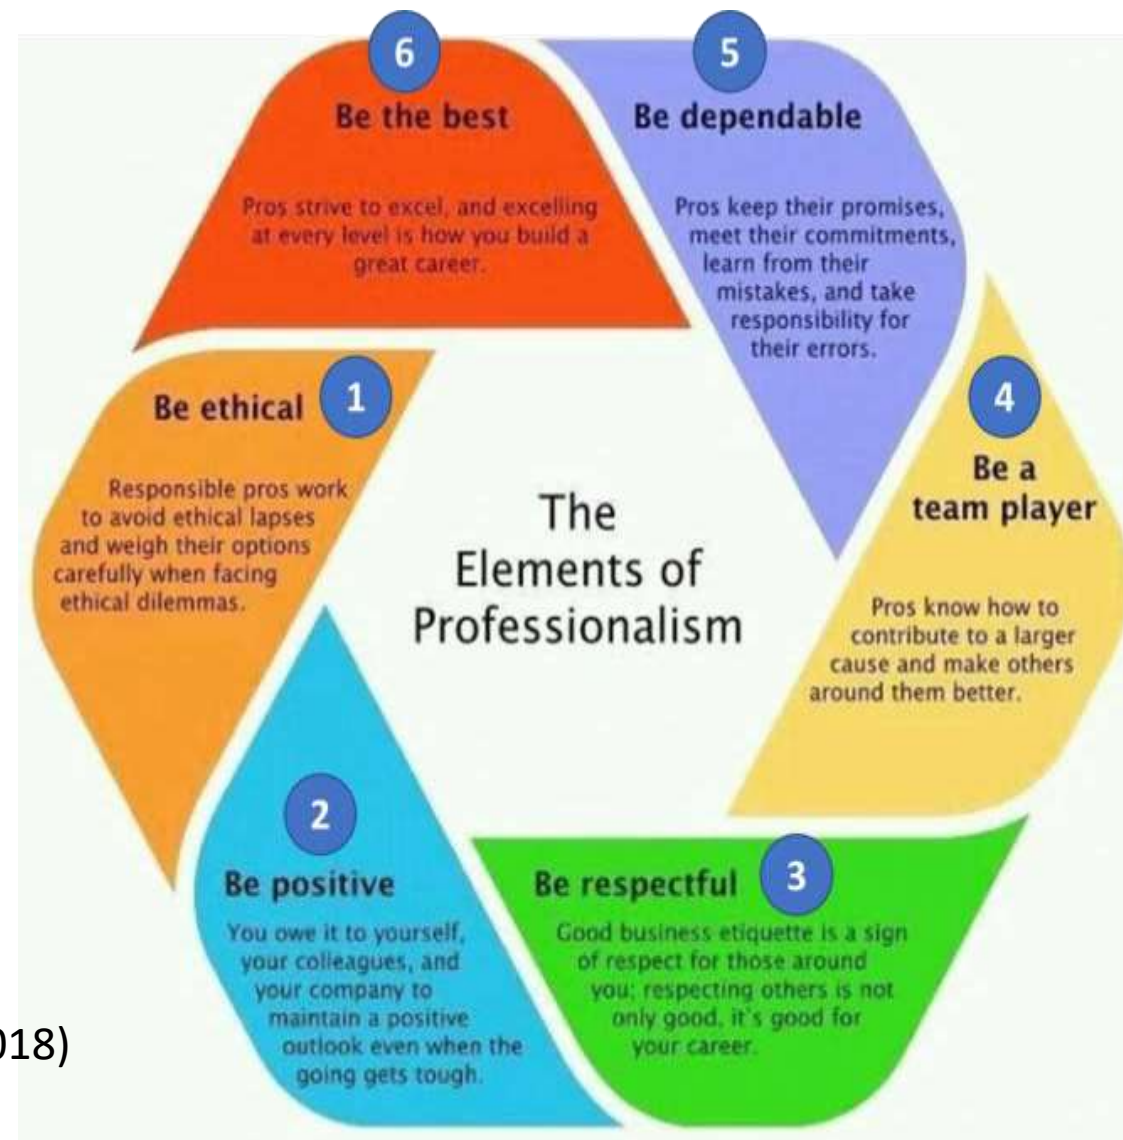 6
Be the best
Pros strive to excel, and excelling
at every level is how you build a
great career.
5
Be dependable
Pros keep their promises,
meet their commitments,
learn from their
mistakes, and take
responsibility for
their errors.
Be ethical 1
Responsible pros work
to avoid ethical lapses
and weigh their options
carefully when facing
ethical dilemmas.
4
Be a
team player
Pros know how to
contribute to a larger
cause and make others
around them better.
The
Elements of
Professionalism
2
Be positive
You owe it to yourself,
your colleagues, and
your company to
maintain a positive
outlook even when the
going gets tough.
Be respectful 3
Good business etiquette is a sign
of respect for those around
you; respecting others is not
only good, it's good for
your career.
018)